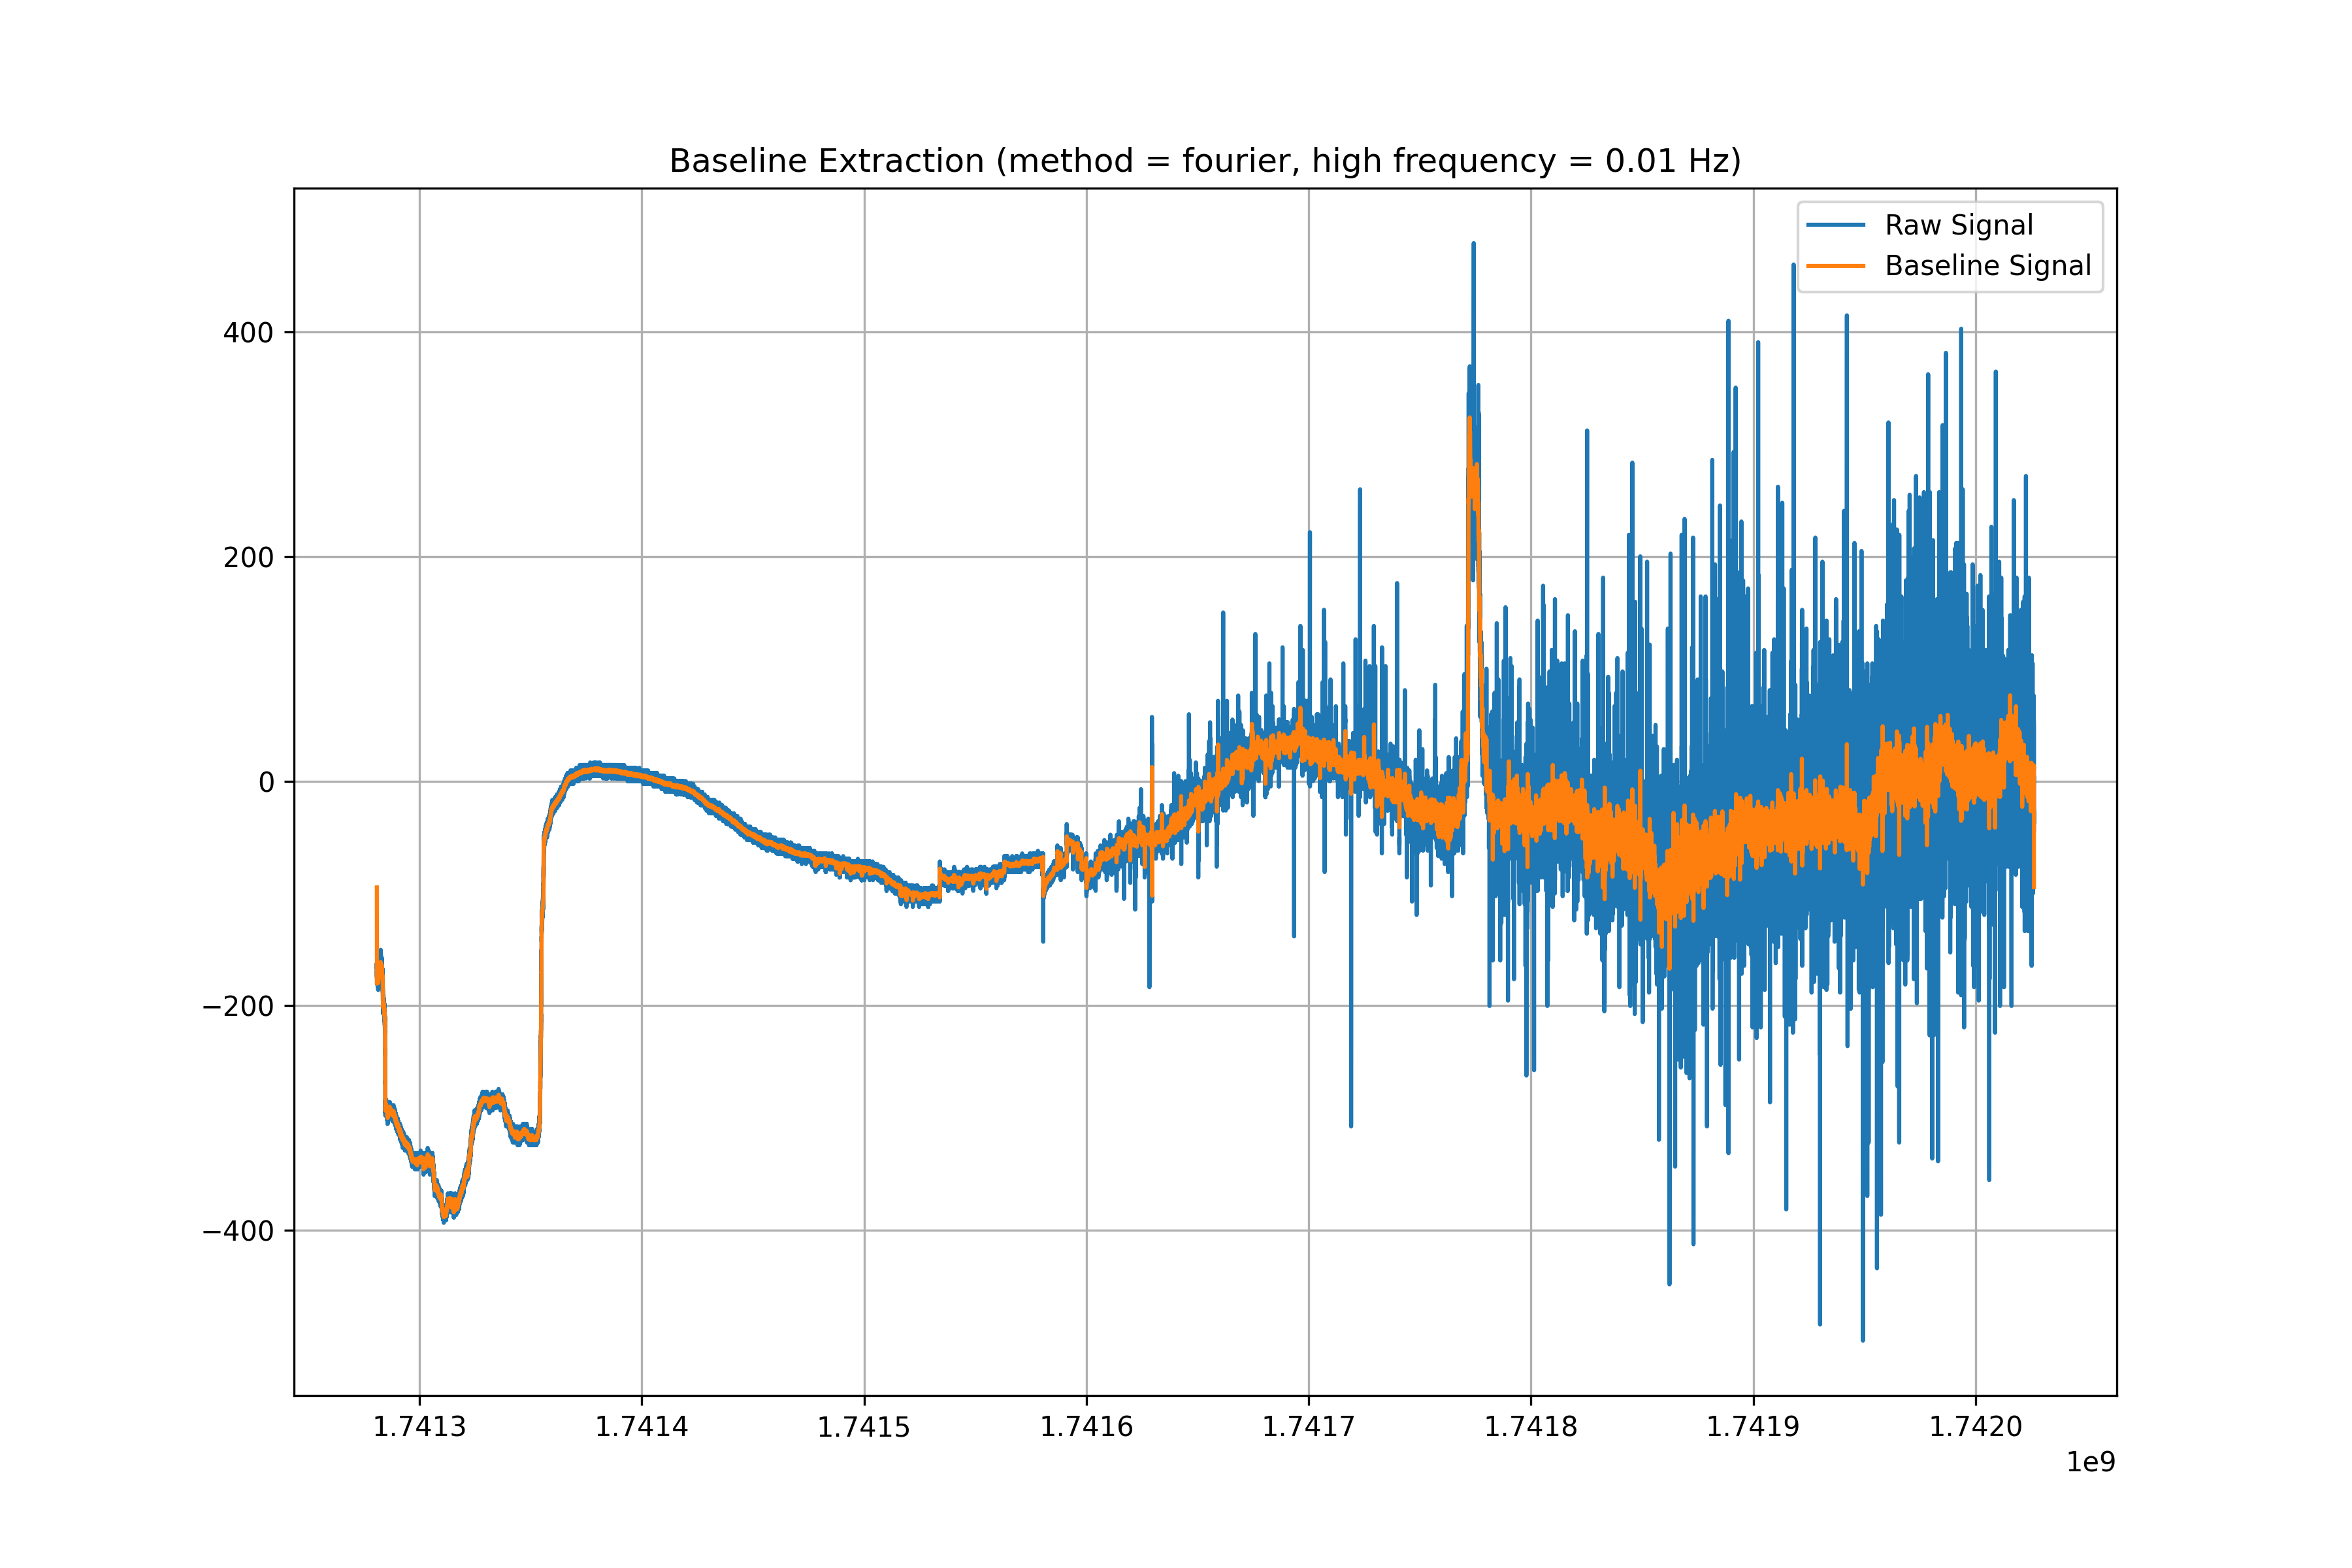 Baseline Extraction (method = fourier, high frequency = 0.01 Hz)
Raw Signal
Baseline Signal
400
200
0
−200
−400
1.7413 1.7414 1.7415 1.7416 1.7417 1.7418 1.7419 1.7420
1e9